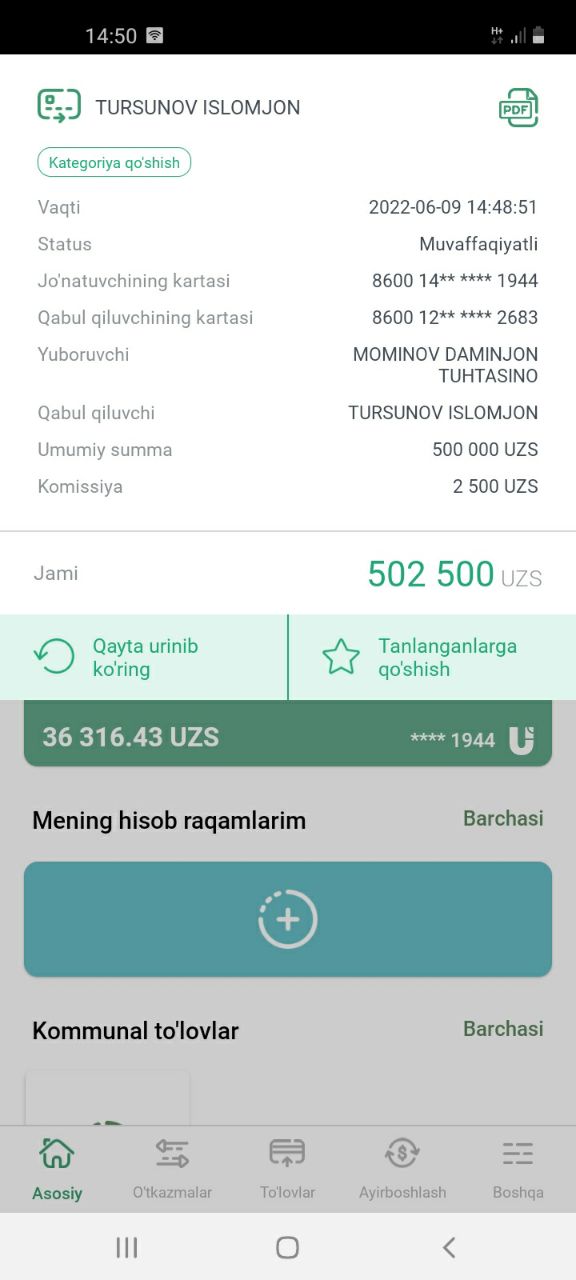 14:50
H+
TURSUNOV ISLOMJON
PDF
Kategoriya qo'shish
Vaqti 2022-06-09 14:48:51
Status Muvaffaqiyatli
Jo'natuvchining kartasi 8600 14** **** 1944
Qabul qiluvchining kartasi 8600 12** **** 2683
Yuboruvchi MOMINOV DAMINJON
TUHTASINO
Qabul qiluvchi TURSUNOV ISLOMJON
Umumiy summa 500 000 UZS
Komissiya 2 500 UZS
Jami 502 500 UZS
Qayta urinib
ko'ring
Tanlanganlarga
qo'shish
36 316.43 UZS **** 1944
Mening hisob raqamlarim Barchasi
Kommunal to'lovlar Barchasi
Asosiy O'tkazmalar To'lovlar Ayirboshlash Boshqa